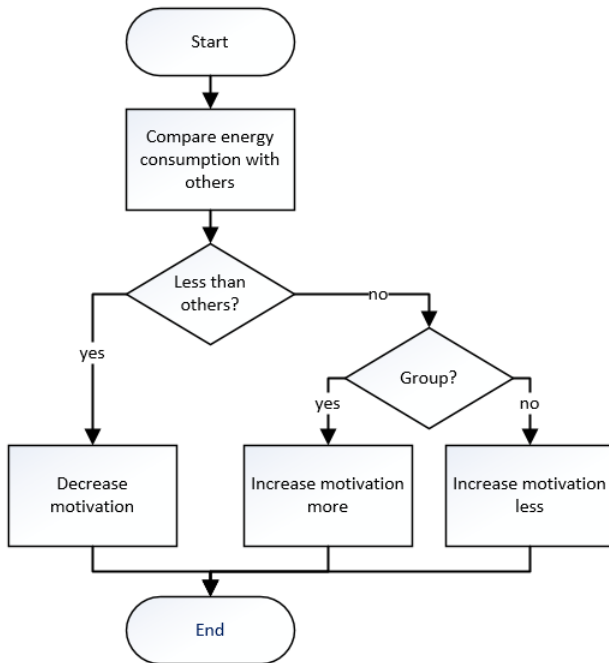 Start
Compare energy
consumption with
others
Less than
others?
no
yes
Group?
yes
no
Decrease
motivation
Increase motivation
more
Increase motivation
less
End